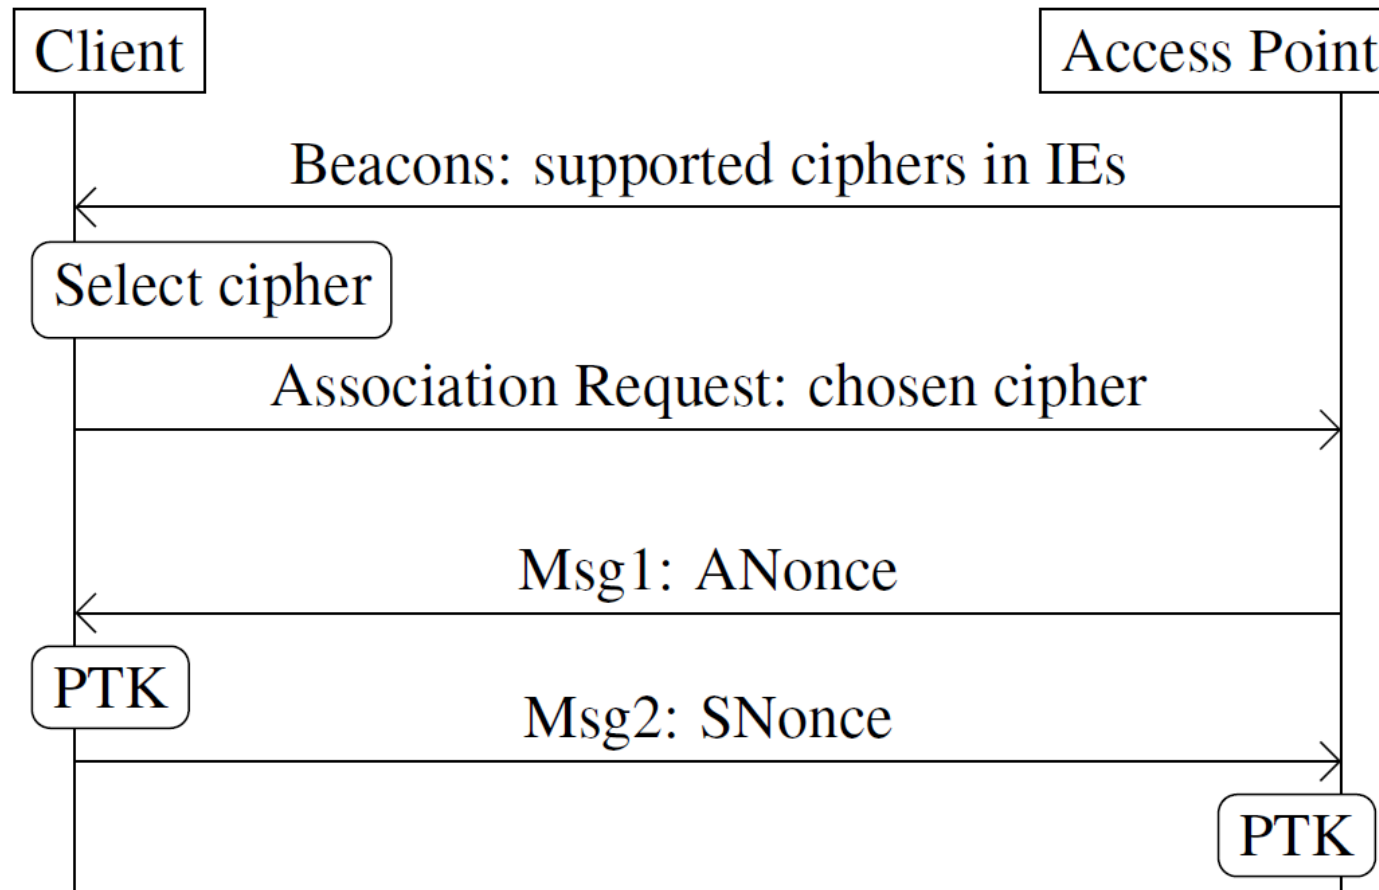 Client
Access Point
Beacons: supported ciphers in IEs
Select cipher
Association Request: chosen cipher
Msg1: ANonce
PTK
Msg2: SNonce
PTK